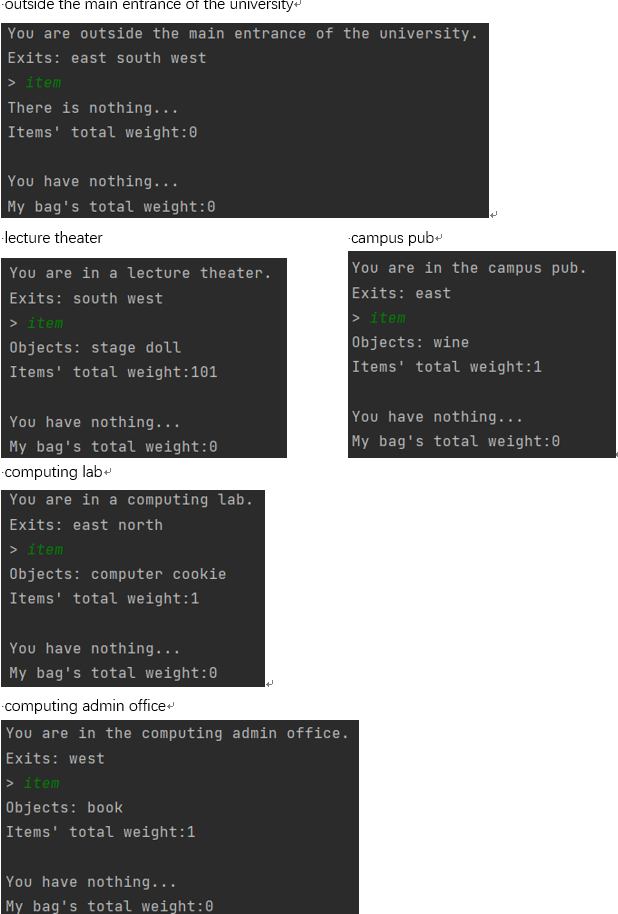 ·outside the main entrance of the university
You are outside the main entrance of the university.
Exits: east south west
> item
There is nothing...
Items' total weight:0
You have nothing...
My bag's total weight:0
·lecture theater
You are in a lecture theater.
Exits: south west
> item
Objects: stage doll
Items' total weight:101
You have nothing...
My bag's total weight:0
·campus pub
You are in the campus pub.
Exits: east
> item
Objects: wine
Items' total weight:1
You have nothing...
My bag's total weight:0
·computing lab
You are in a computing lab.
Exits: east north
> item
Objects: computer cookie
Items' total weight:1
You have nothing...
My bag's total weight:0
·computing admin office
You are in the computing admin office.
Exits: west
> item
Objects: book
Items' total weight:1
You have nothing...
My bag's total weight:0